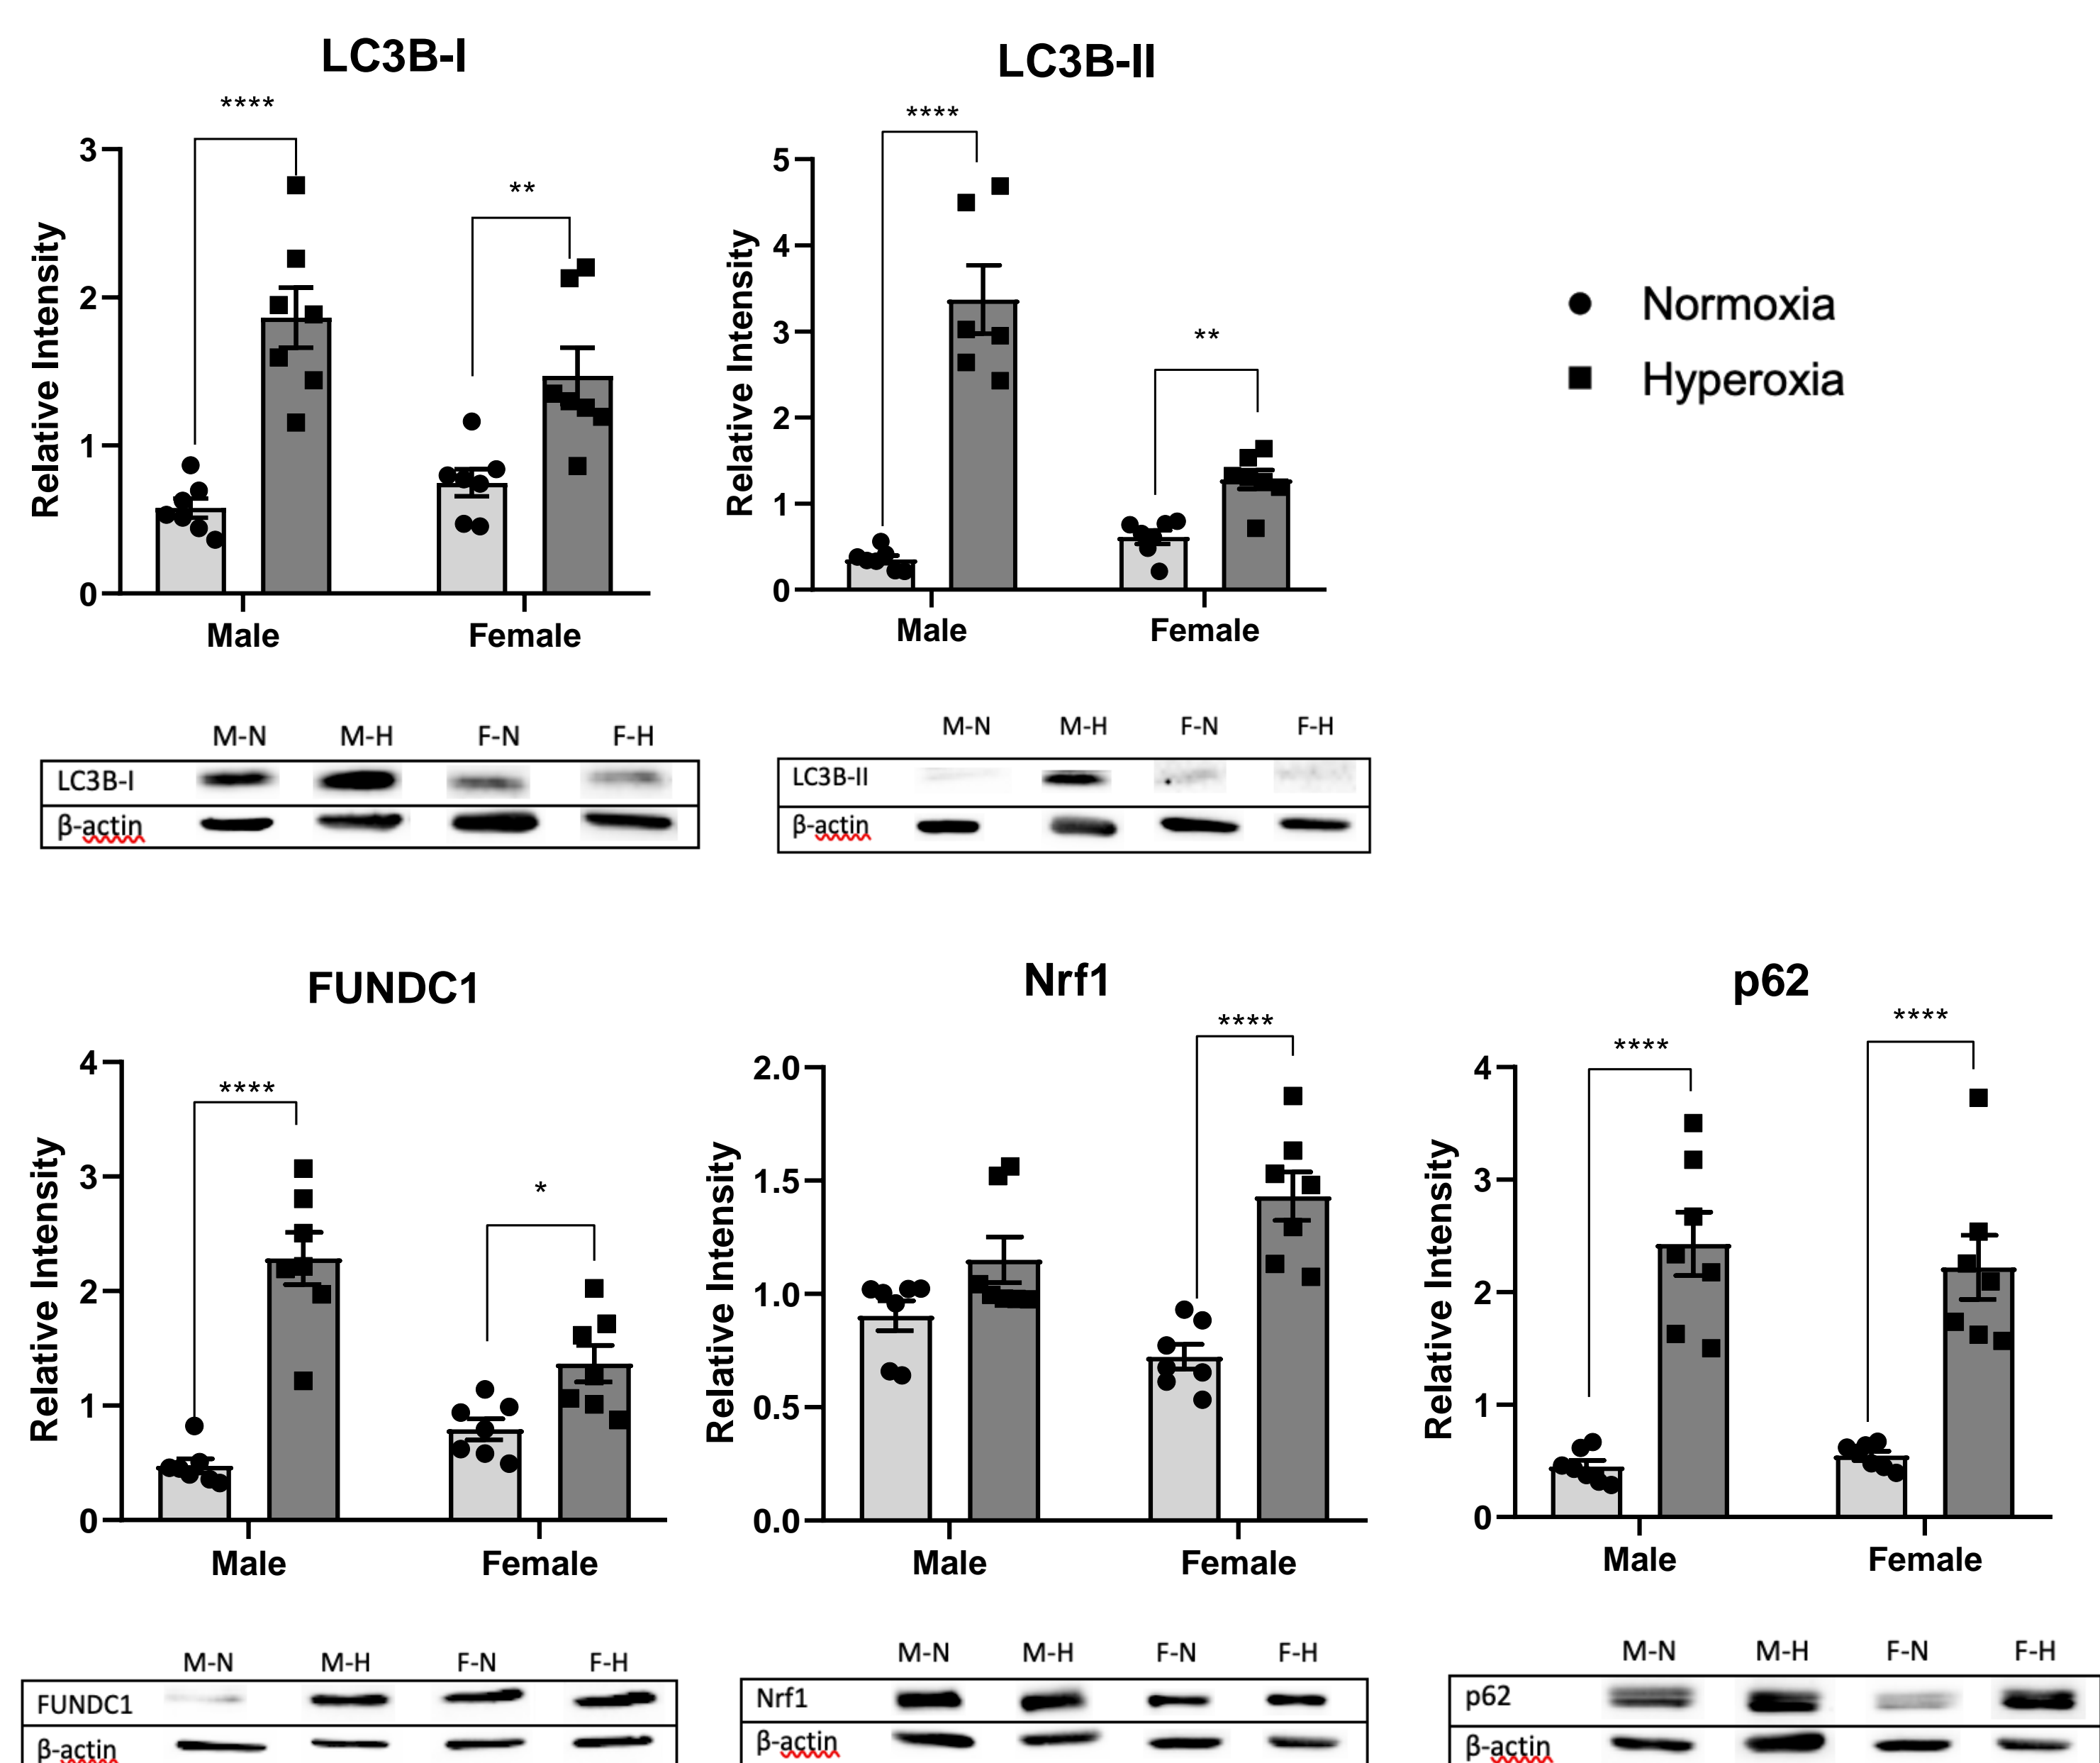 LC3B-I
****
**
3
2
1
0
Relative Intensity
Male Female
LC3B-II
****
**
5
4
3
2
1
0
Relative Intensity
Male Female
Normoxia
Hyperoxia
M-N M-H F-N F-H
LC3B-I
β-actin
M-N M-H F-N F-H
LC3B-II
β-actin
FUNDC1
****
*
4
3
2
1
0
Relative Intensity
Male Female
Nrf1
****
2.0
1.5
1.0
0.5
0.0
Relative Intensity
Male Female
p62
****
****
4
3
2
1
0
Relative Intensity
Male Female
M-N M-H F-N F-H
FUNDC1
β-actin
M-N M-H F-N F-H
Nrf1
β-actin
M-N M-H F-N F-H
p62
β-actin